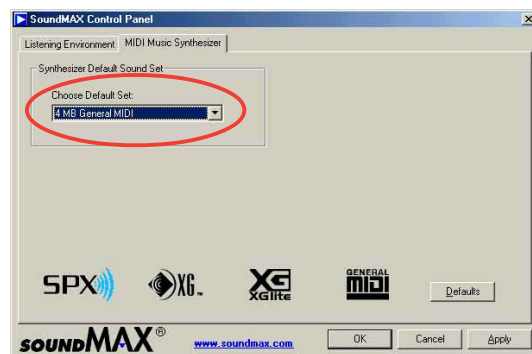 SoundMAX Control Panel
Listening Environment MIDI Music Synthesizer
Synthesizer Default Sound Set
Choose Default Set:
4 MB General MIDI
SPX XG XG XGlite GENERAL MIDI
Defaults
SOUNDMAX® www.soundmax.com OK Cancel Apply